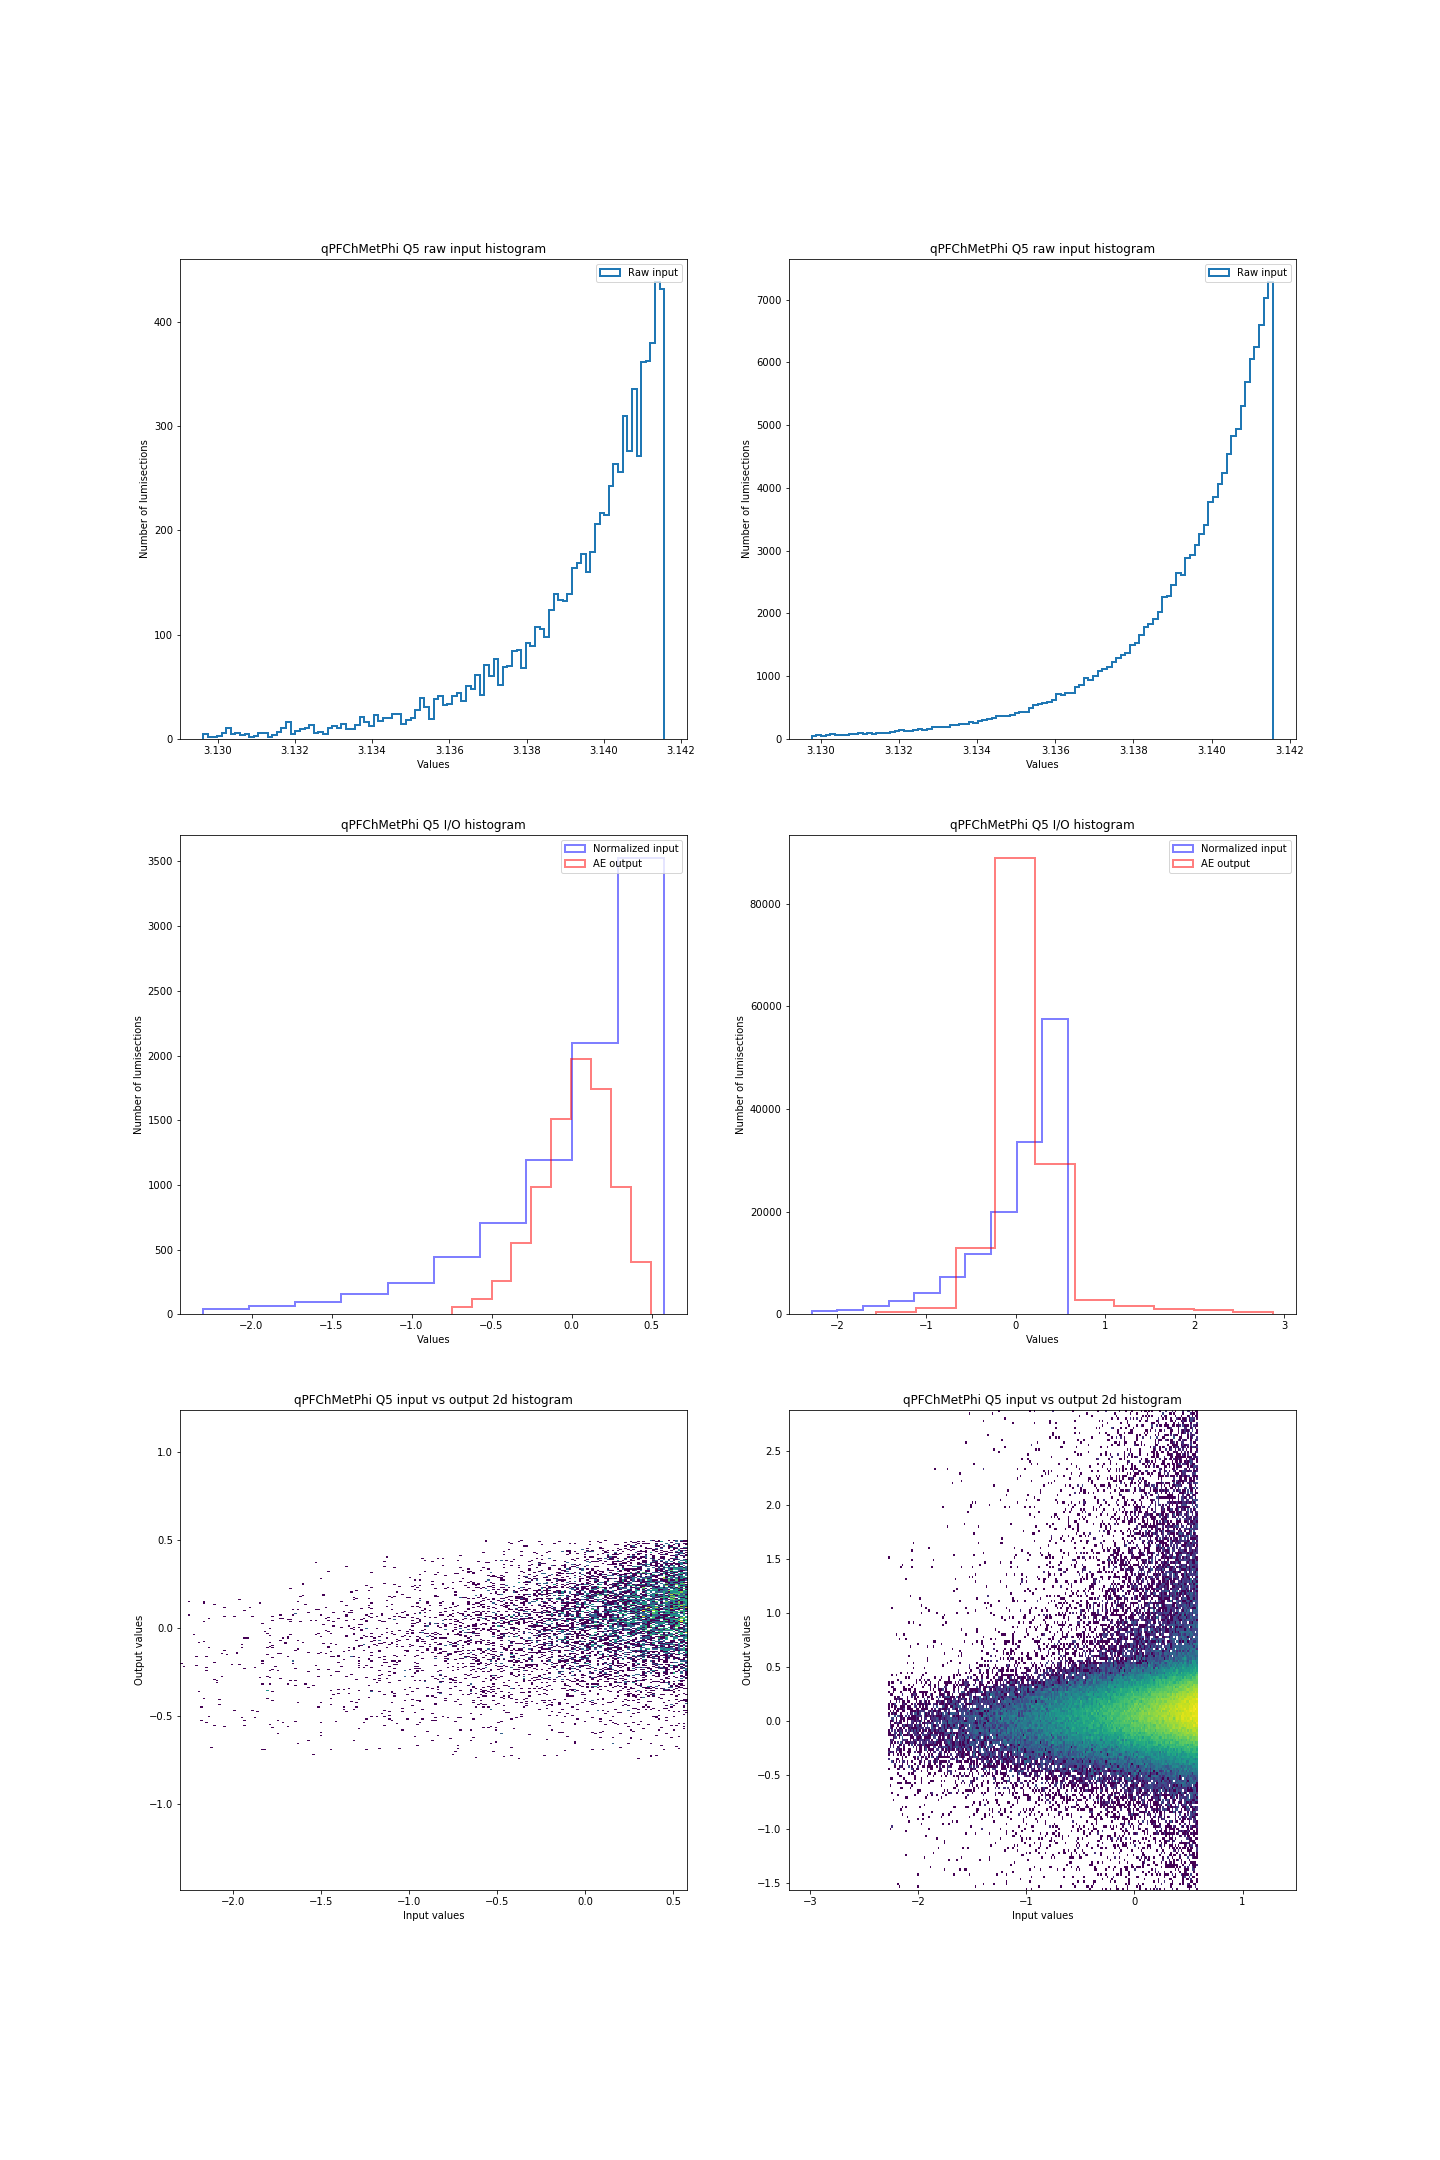 qPFChMetPhi Q5 raw input histogram
Raw input
Number of lumisections
400
300
200
100
0
3.130 3.132 3.134 3.136 3.138 3.140 3.142
Values
qPFChMetPhi Q5 raw input histogram
Raw input
Number of lumisections
7000
6000
5000
4000
3000
2000
1000
0
3.130 3.132 3.134 3.136 3.138 3.140 3.142
Values
qPFChMetPhi Q5 I/O histogram
Normalized input
AE output
Number of lumisections
3500
3000
2500
2000
1500
1000
500
0
−2.0 −1.5 −1.0 −0.5 0.0 0.5
Values
qPFChMetPhi Q5 I/O histogram
Normalized input
AE output
Number of lumisections
80000
60000
40000
20000
0
−2 −1 0 1 2 3
Values
qPFChMetPhi Q5 input vs output 2d histogram
Output values
1.0
0.5
0.0
−0.5
−1.0
−2.0 −1.5 −1.0 −0.5 0.0 0.5
Input values
qPFChMetPhi Q5 input vs output 2d histogram
Output values
2.5
2.0
1.5
1.0
0.5
0.0
−0.5
−1.0
−1.5
−3 −2 −1 0 1
Input values